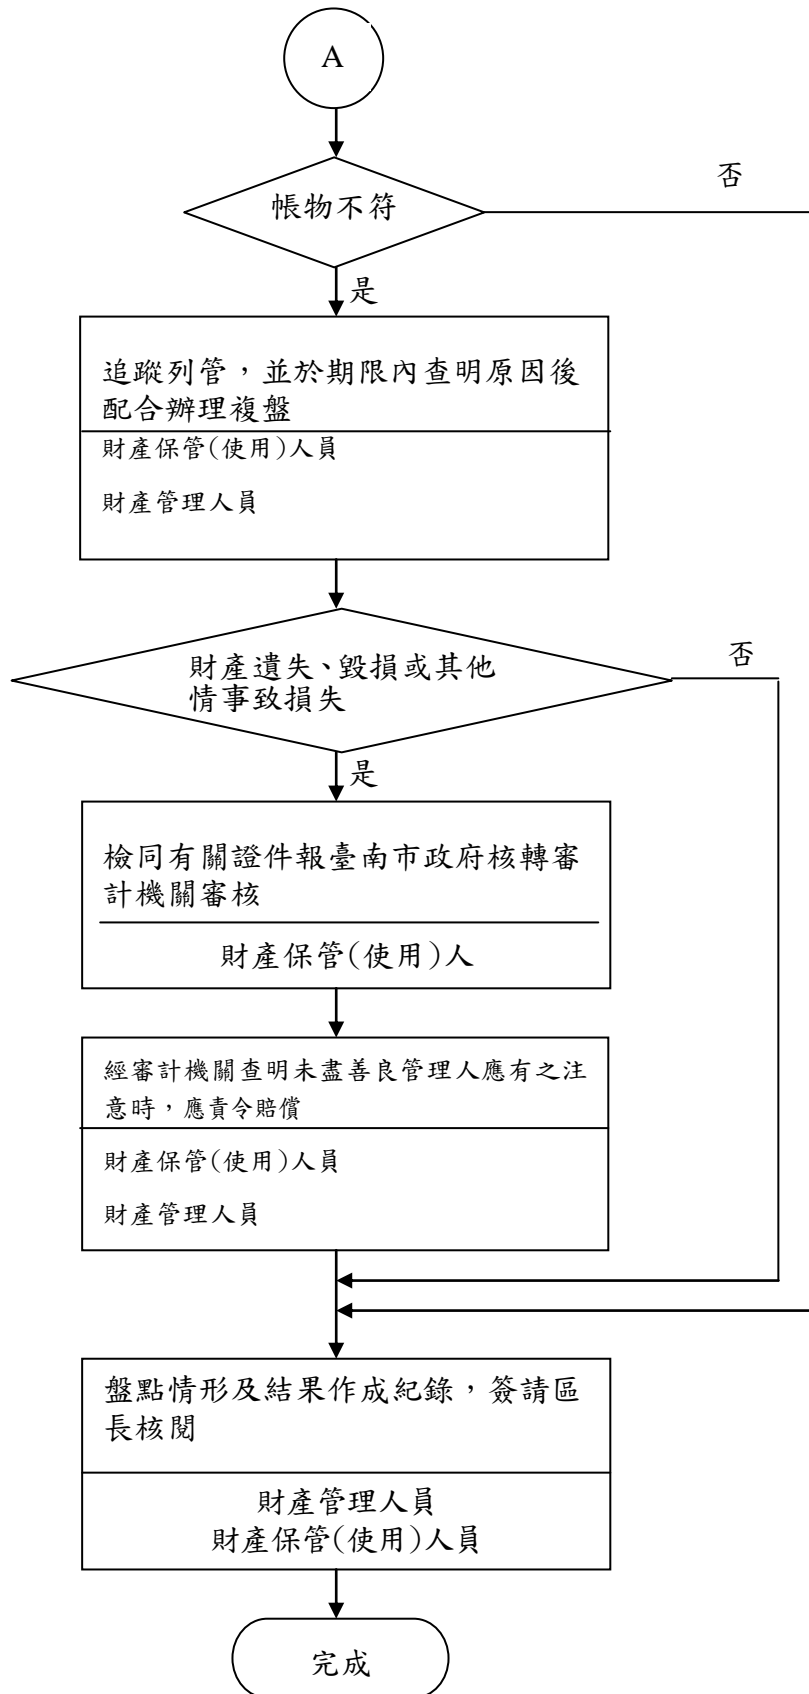 A
帳物不符
否
是
追蹤列管，並於期限內查明原因後
配合辦理複盤
財產保管(使用)人員
財產管理人員
財產遺失、毀損或其他
情事致損失
否
是
檢同有關證件報臺南市政府核轉審
計機關審核
財產保管(使用)人
經審計機關查明未盡善良管理人應有之注
意時，應責令賠償
財產保管(使用)人員
財產管理人員
盤點情形及結果作成紀錄，簽請區
長核閱
財產管理人員
財產保管(使用)人員
完成